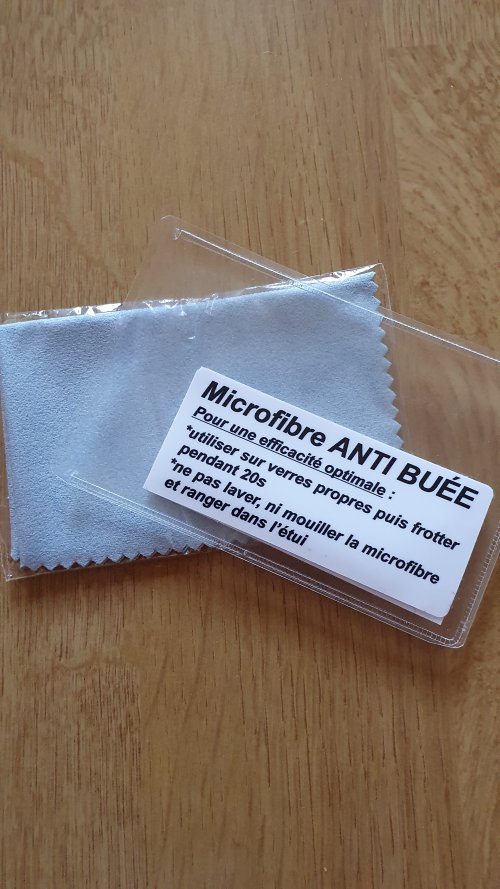 Microfibre ANTI BUÉE
Pour une efficacité optimale :
*utiliser sur verres propres puis frotter
pendant 20s
*ne pas laver, ni mouiller la microfibre
et ranger dans l'étui